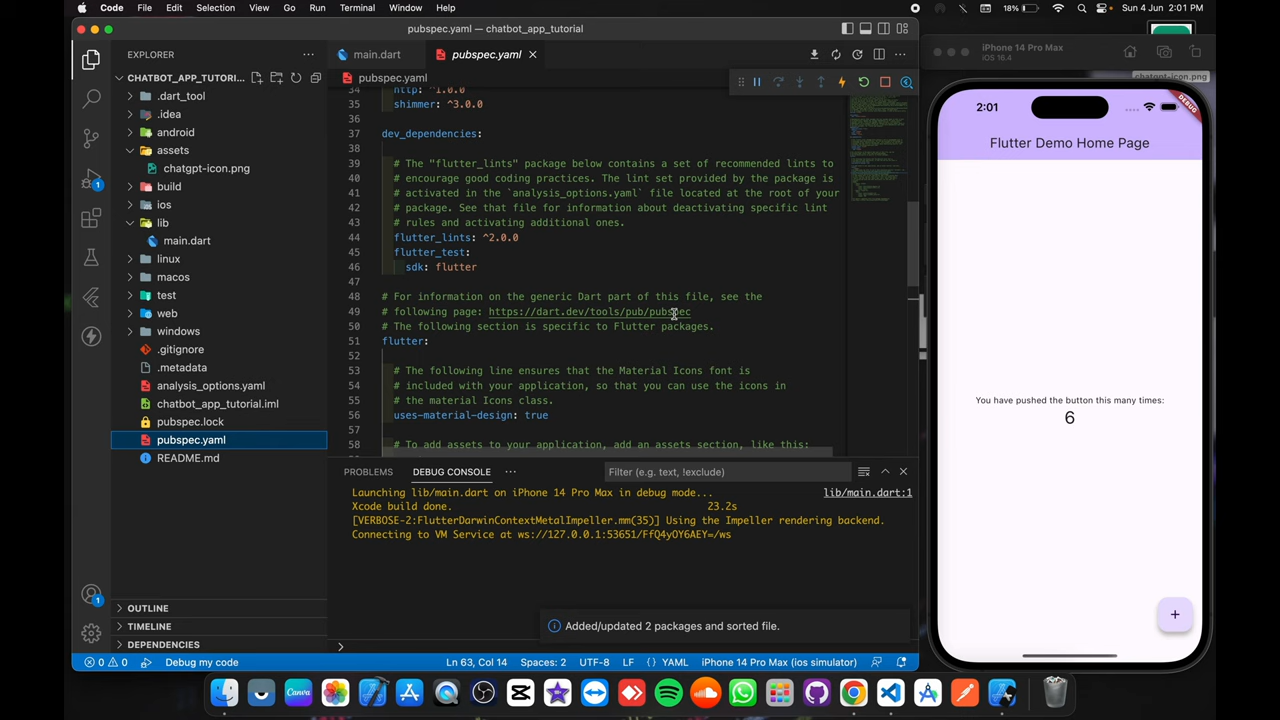 Code File Edit Selection View Go Run Terminal Window Help
18% Sun 4 Jun 2:01 PM
pubspec.yaml — chatbot_app_tutorial
EXPLORER
CHATBOT_APP_TUTORI...
.dart_tool
.idea
android
assets
chatgpt-icon.png
build
ios
lib
main.dart
linux
macos
test
web
windows
.gitignore
.metadata
analysis_options.yaml
chatbot_app_tutorial.iml
pubspec.lock
pubspec.yaml
README.md
OUTLINE
TIMELINE
DEPENDENCIES
1
1
main.dart
pubspec.yaml
pubspec.yaml
34 http: ^1.0.0
35 shimmer: ^3.0.0
36
37 dev_dependencies:
38
39 # The "flutter_lints" package below contains a set of recommended lints to
40 # encourage good coding practices. The lint set provided by the package is
41 # activated in the `analysis_options.yaml` file located at the root of your
42 # package. See that file for information about deactivating specific lint
43 # rules and activating additional ones.
44 flutter_lints: ^2.0.0
45 flutter_test:
46 sdk: flutter
47
48 # For information on the generic Dart part of this file, see the
49 # following page: https://dart.dev/tools/pub/pubspec
50 # The following section is specific to Flutter packages.
51 flutter:
52
53 # The following line ensures that the Material Icons font is
54 # included with your application, so that you can use the icons in
55 # the material Icons class.
56 uses-material-design: true
57
58 # To add assets to your application, add an assets section, like this:
PROBLEMS DEBUG CONSOLE ... Filter (e.g. text, !exclude)
Launching lib/main.dart on iPhone 14 Pro Max in debug mode... lib/main.dart:1
Xcode build done. 23.2s
[VERBOSE-2:FlutterDarwinContextMetalImpeller.mm(35)] Using the Impeller rendering backend.
Connecting to VM Service at ws://127.0.0.1:53651/FfQ4yOY6AEY=/ws
Added/updated 2 packages and sorted file.
0 0 Debug my code Ln 63, Col 14 Spaces: 2 UTF-8 LF YAML iPhone 14 Pro Max (ios simulator)
iPhone 14 Pro Max
iOS 16.4
chatgpt-icon.png
2:01
DEBUG
Flutter Demo Home Page
You have pushed the button this many times:
6
+
Canva